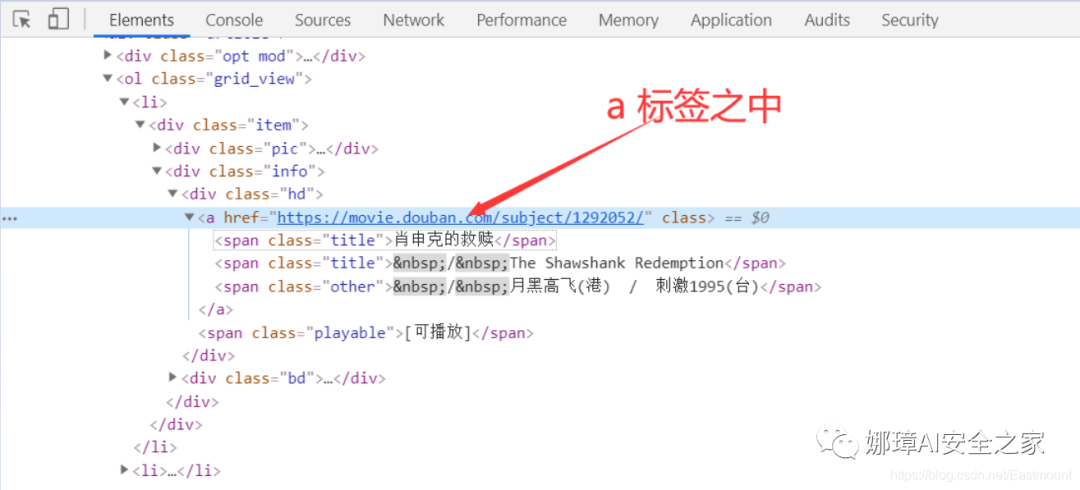 Elements Console Sources Network Performance Memory Application Audits Security
<div class="opt mod">…</div>
<ol class="grid_view">
a 标签之中
<li>
<div class="item">
<div class="pic">…</div>
<div class="info">
<div class="hd">
… <a href="https://movie.douban.com/subject/1292052/" class> == $0
<span class="title">肖申克的救赎</span>
<span class="title">&nbsp;/&nbsp;The Shawshank Redemption</span>
<span class="other">&nbsp;/&nbsp;月黑高飞(港) / 刺激1995(台)</span>
</a>
<span class="playable">[可播放]</span>
</div>
<div class="bd">…</div>
</div>
</div>
</li>
<li>…</li>
娜璋AI安全之家
https://blog.csdn.net/Eastmount